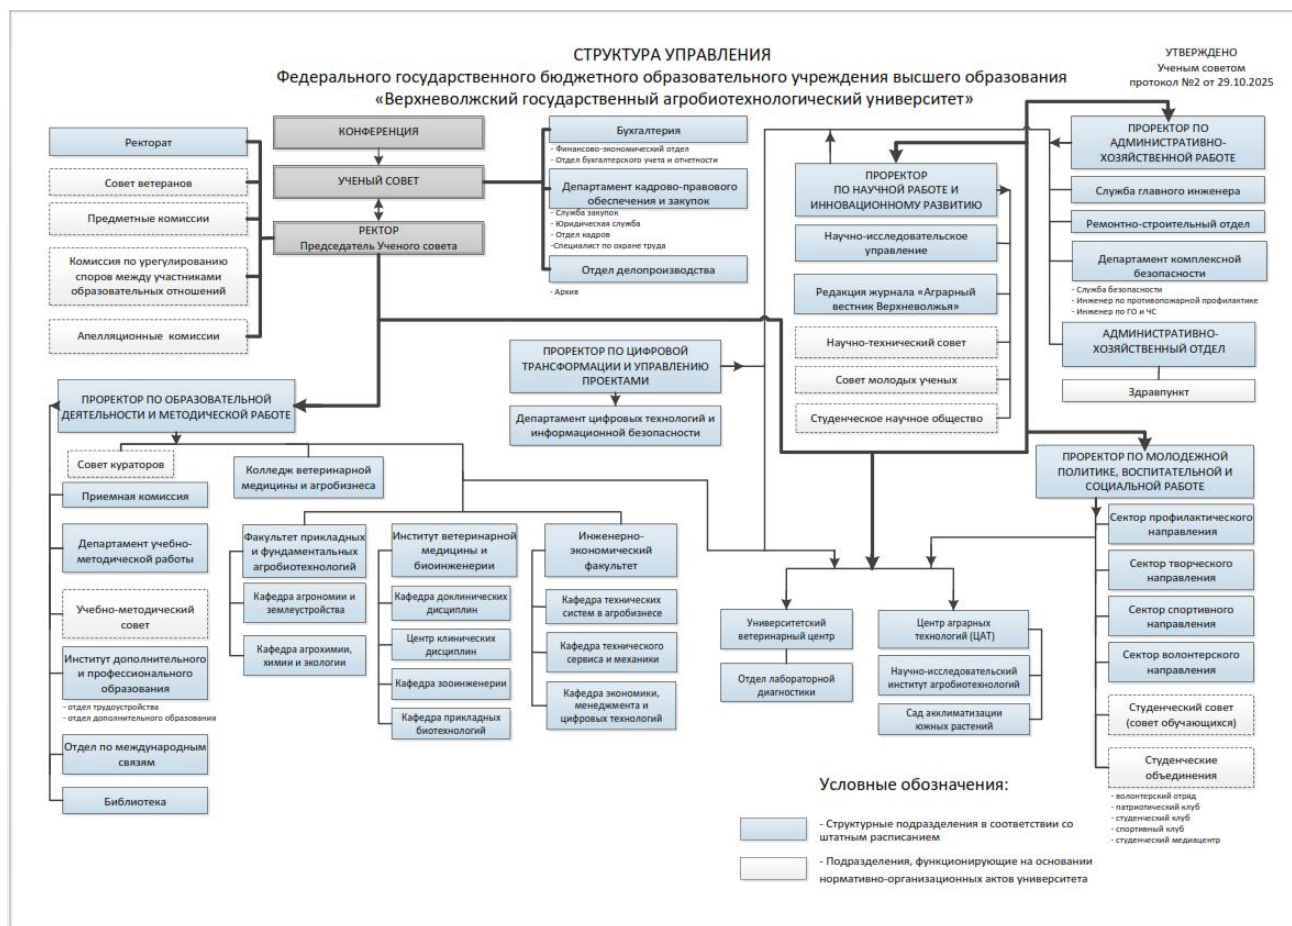 СТРУКТУРА УПРАВЛЕНИЯ
Федерального государственного бюджетного образовательного учреждения высшего образования
«Верхневолжский государственный агробиотехнологический университет»
УТВЕРЖДЕНО
Ученым советом
протокол №2 от 29.10.2025
КОНФЕРЕНЦИЯ
УЧЕНЫЙ СОВЕТ
РЕКТОР
Председатель Ученого совета
Ректорат
Совет ветеранов
Предметные комиссии
Комиссия по урегулированию
споров между участниками
образовательных отношений
Апелляционные комиссии
Бухгалтерия
- Финансово-экономический отдел
- Отдел бухгалтерского учета и отчетности
Департамент кадрово-правового
обеспечения и закупок
- Служба закупок
- Юридическая служба
- Отдел кадров
-Специалист по охране труда
Отдел делопроизводства
- Архив
ПРОРЕКТОР
ПО НАУЧНОЙ РАБОТЕ И
ИННОВАЦИОННОМУ РАЗВИТИЮ
Научно-исследовательское
управление
Редакция журнала «Аграрный
вестник Верхневолжья»
Научно-технический совет
Совет молодых ученых
Студенческое научное общество
ПРОРЕКТОР ПО
АДМИНИСТРАТИВНО-
ХОЗЯЙСТВЕННОЙ РАБОТЕ
Служба главного инженера
Ремонтно-строительный отдел
Департамент комплексной
безопасности
- Служба безопасности
- Инженер по противопожарной профилактике
- Инженер по ГО и ЧС
АДМИНИСТРАТИВНО-
ХОЗЯЙСТВЕННЫЙ ОТДЕЛ
Здравпункт
ПРОРЕКТОР ПО ЦИФРОВОЙ
ТРАНСФОРМАЦИИ И УПРАВЛЕНИЮ
ПРОЕКТАМИ
Департамент цифровых технологий и
информационной безопасности
ПРОРЕКТОР ПО ОБРАЗОВАТЕЛЬНОЙ
ДЕЯТЕЛЬНОСТИ И МЕТОДИЧЕСКОЙ РАБОТЕ
Совет кураторов
Приемная комиссия
Департамент учебно-
методической работы
Учебно-методический
совет
Институт дополнительного
и профессионального
образования
- отдел трудоустройства
- отдел дополнительного образования
Отдел по международным
связям
Библиотека
Колледж ветеринарной
медицины и агробизнеса
Факультет прикладных
и фундаментальных
агробиотехнологий
Кафедра агрономии и
землеустройства
Кафедра агрохимии,
химии и экологии
Институт ветеринарной
медицины и
биоинженерии
Кафедра доклинических
дисциплин
Центр клинических
дисциплин
Кафедра зооинженерии
Кафедра прикладных
биотехнологий
Инженерно-
экономический
факультет
Кафедра технических
систем в агробизнесе
Кафедра технического
сервиса и механики
Кафедра экономики,
менеджмента и
цифровых технологий
Университетский
ветеринарный центр
Отдел лабораторной
диагностики
Центр аграрных
технологий (ЦАТ)
Научно-исследовательский
институт агробиотехнологий
Сад акклиматизации
южных растений
ПРОРЕКТОР ПО МОЛОДЕЖНОЙ
ПОЛИТИКЕ, ВОСПИТАТЕЛЬНОЙ И
СОЦИАЛЬНОЙ РАБОТЕ
Сектор профилактического
направления
Сектор творческого
направления
Сектор спортивного
направления
Сектор волонтерского
направления
Студенческий совет
(совет обучающихся)
Студенческие
объединения
- волонтерский отряд
- патриотический клуб
- студенческий клуб
- спортивный клуб
- студенческий медиацентр
Условные обозначения:
- Структурные подразделения в соответствии со
штатным расписанием
- Подразделения, функционирующие на основании
нормативно-организационных актов университета